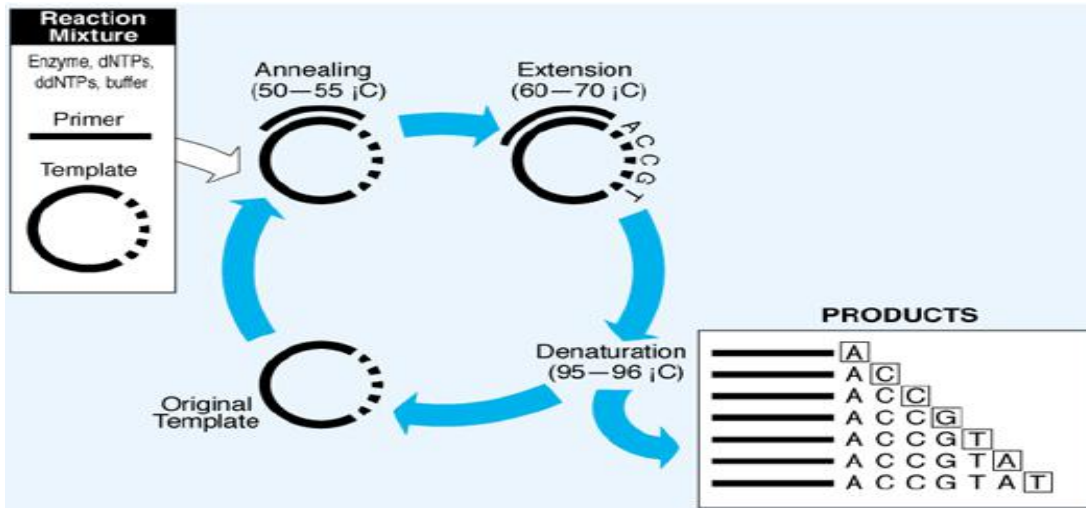 Reaction
Mixture
Enzyme, dNTPs,
ddNTPs, buffer
Primer
Template
Annealing
(50—55 ¡C)
Extension
(60—70 ¡C)
A C C G T
Denaturation
(95—96 ¡C)
Original
Template
PRODUCTS
A
A C
A C C
A C C G
A C C G T
A C C G T A
A C C G T A T